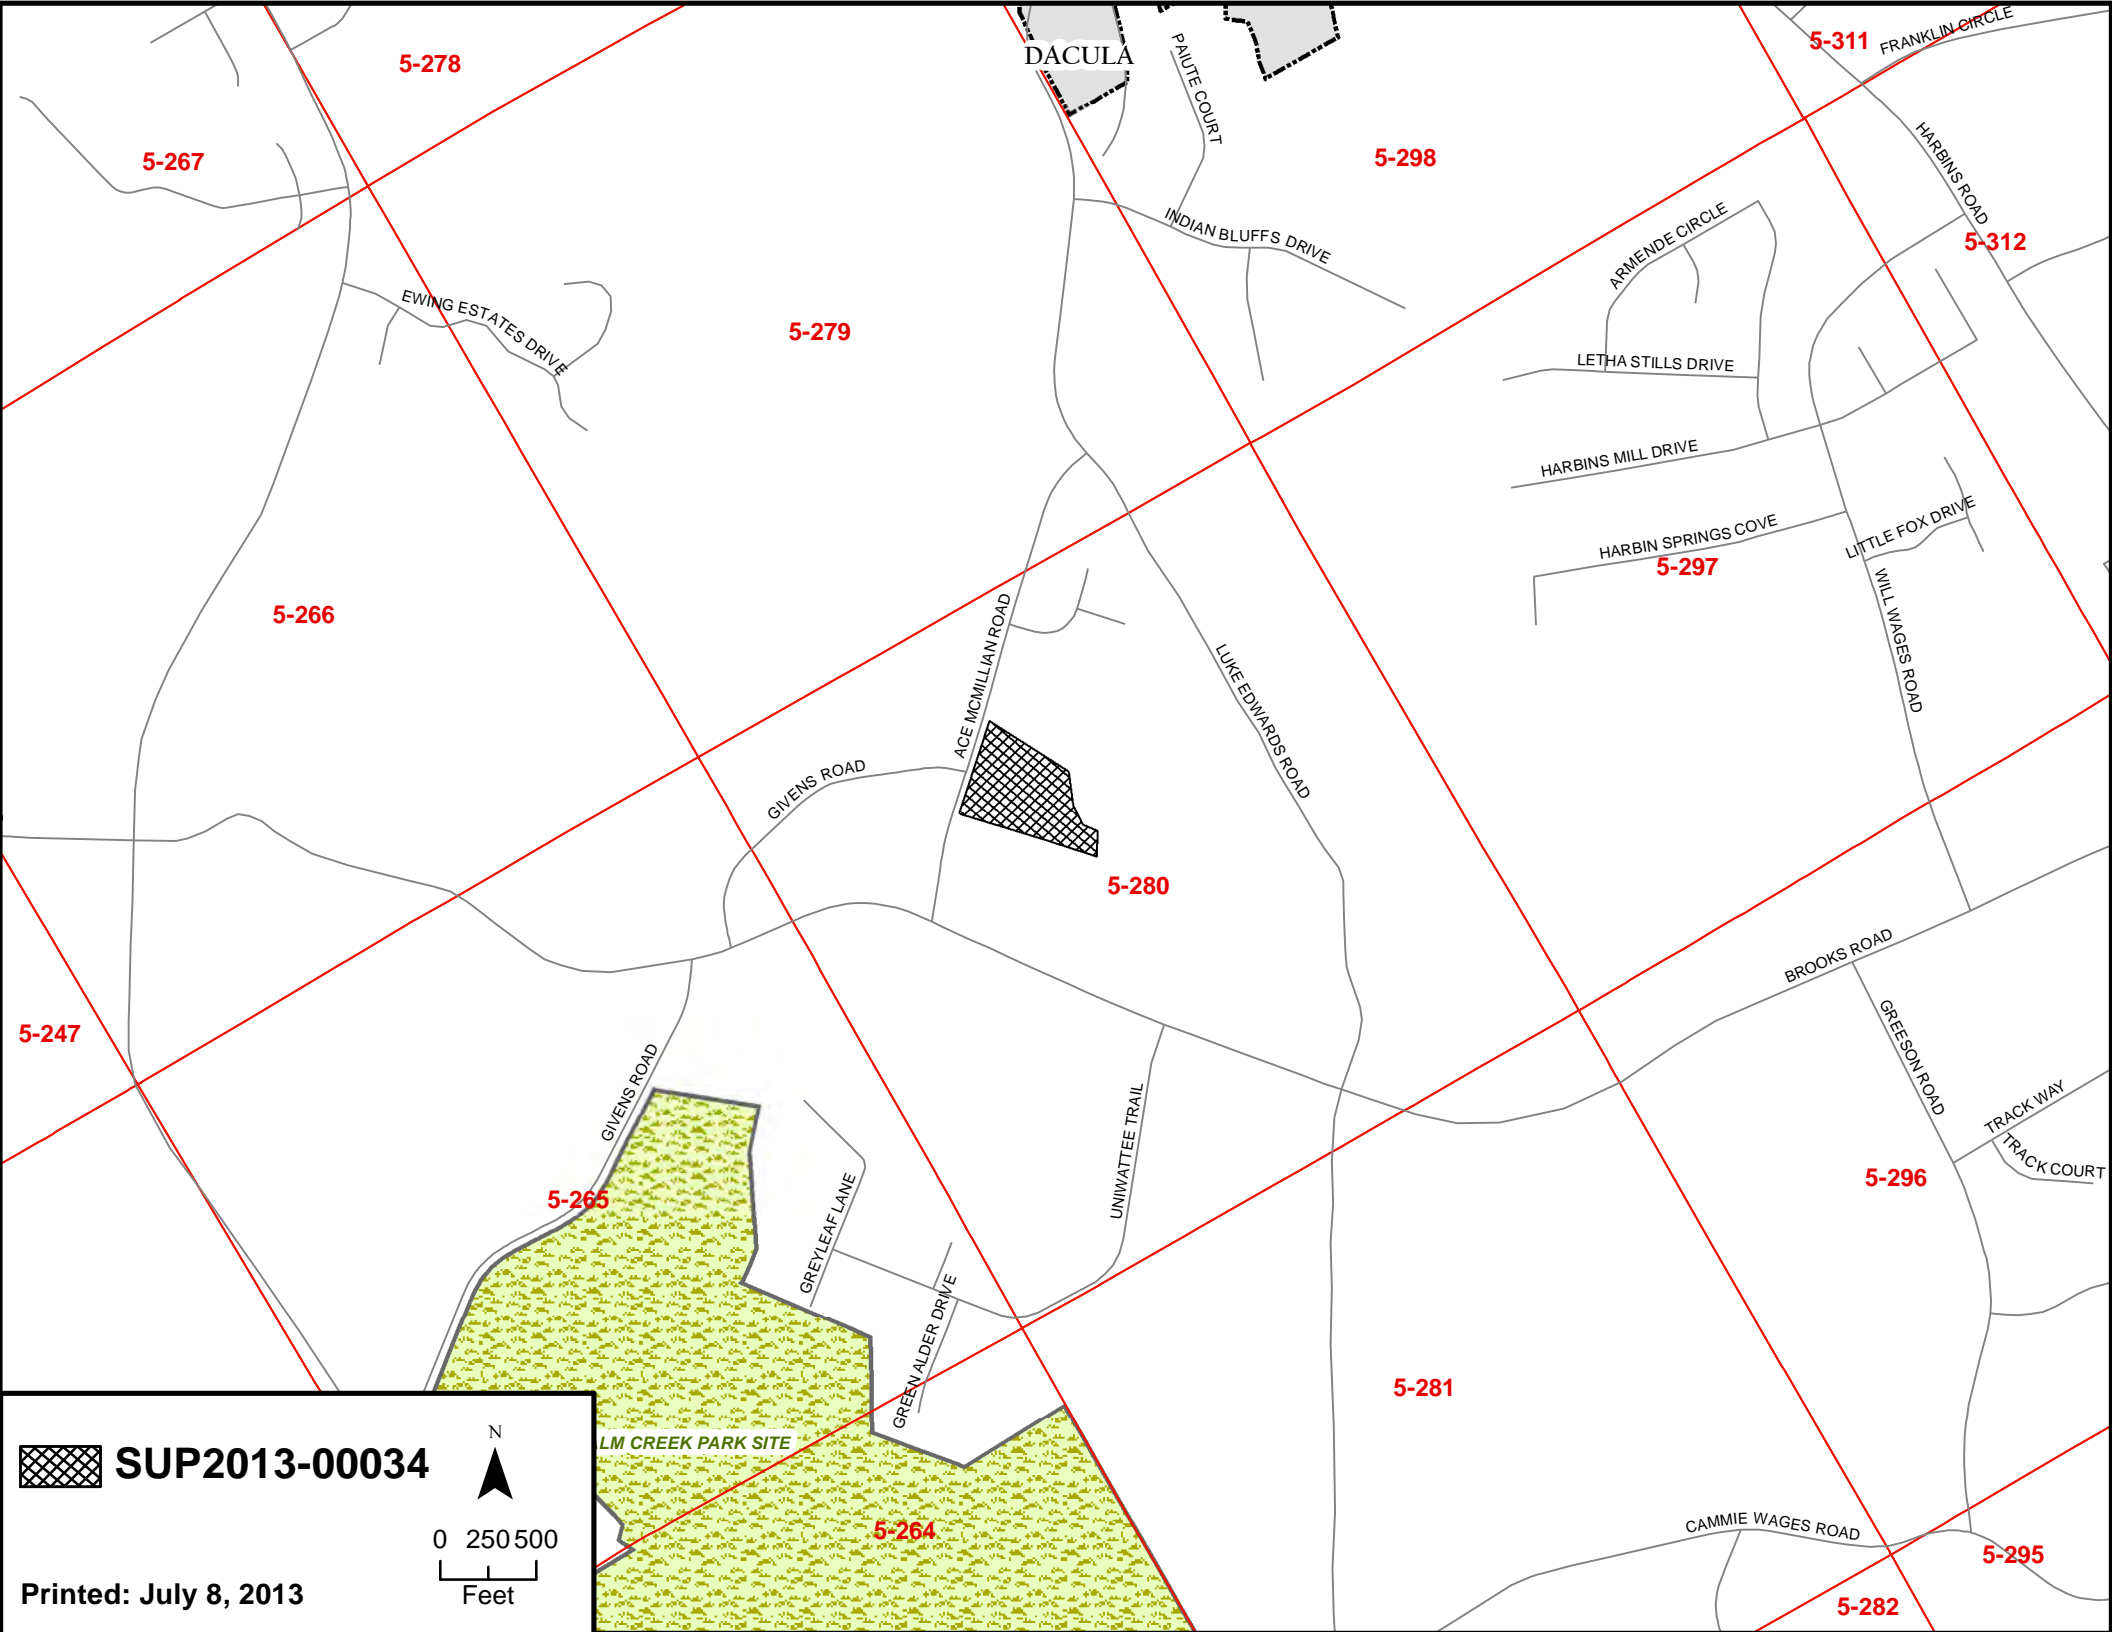 DACULA
5-311
FRANKLIN CIRCLE
5-278
PAIUTE COURT
5-267
5-298
HARBINS ROAD
INDIAN BLUFFS DRIVE
ARMENDE CIRCLE
5-312
EWING ESTATES DRIVE
5-279
LETHA STILLS DRIVE
HARBINS MILL DRIVE
HARBIN SPRINGS COVE
LITTLE FOX DRIVE
5-297
5-266
ACE MCMILLIAN ROAD
LUKE EDWARDS ROAD
WILL WAGES ROAD
GIVENS ROAD
5-280
BROOKS ROAD
5-247
GIVENS ROAD
GREESON ROAD
UNIWATTEE TRAIL
TRACK WAY
TRACK COURT
5-265
5-296
GREYLEAF LANE
GREEN ALDER DRIVE
5-281
LM CREEK PARK SITE
5-264
CAMMIE WAGES ROAD
5-295
5-282
SUP2013-00034
N
0 250 500
Feet
Printed: July 8, 2013